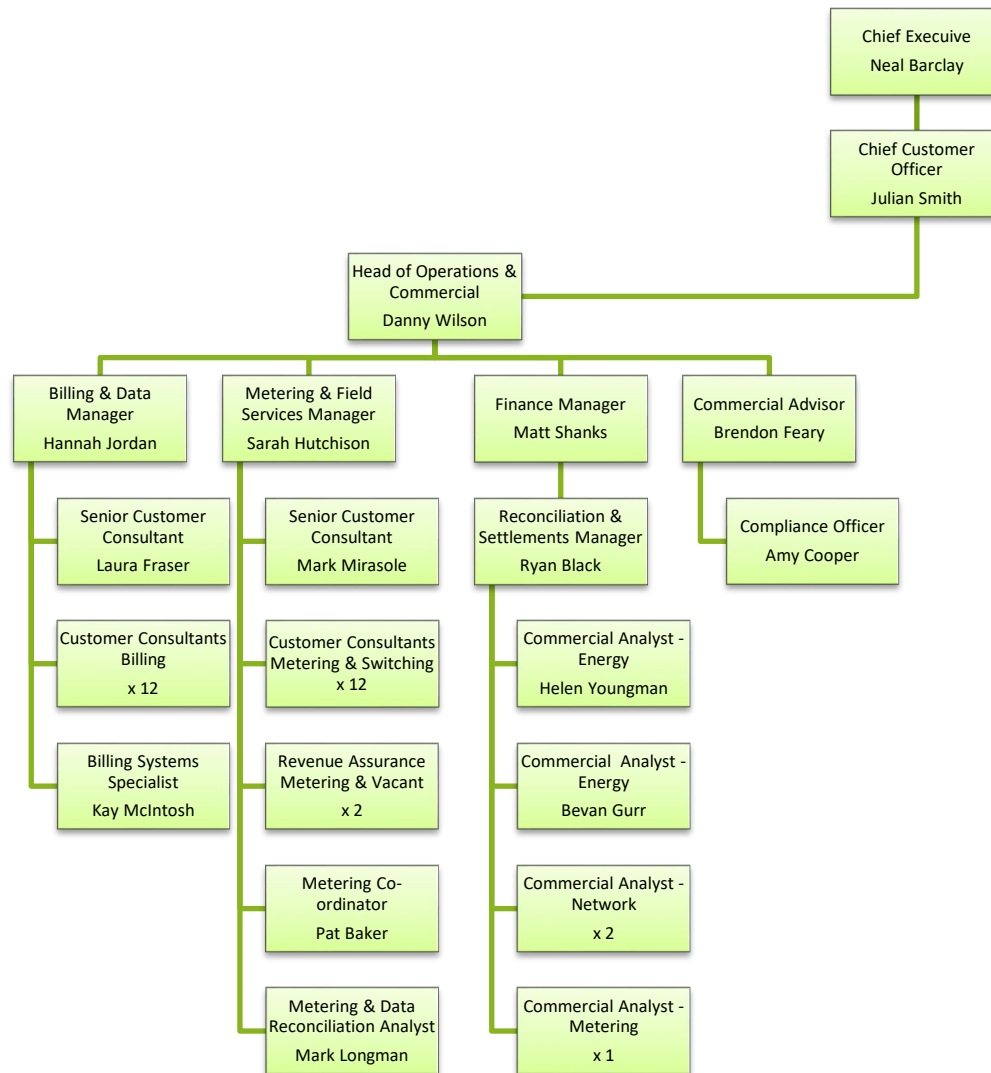 Chief Execuive
Neal Barclay
Chief Customer
Officer
Julian Smith
Head of Operations &
Commercial
Danny Wilson
Billing & Data
Manager
Hannah Jordan
Metering & Field
Services Manager
Sarah Hutchison
Finance Manager
Matt Shanks
Commercial Advisor
Brendon Feary
Senior Customer
Consultant
Laura Fraser
Senior Customer
Consultant
Mark Mirasole
Reconciliation &
Settlements Manager
Ryan Black
Compliance Officer
Amy Cooper
Customer Consultants
Billing
x 12
Customer Consultants
Metering & Switching
x 12
Commercial Analyst -
Energy
Helen Youngman
Billing Systems
Specialist
Kay McIntosh
Revenue Assurance
Metering & Vacant
x 2
Commercial Analyst -
Energy
Bevan Gurr
Metering Co-
ordinator
Pat Baker
Commercial Analyst -
Network
x 2
Metering & Data
Reconciliation Analyst
Mark Longman
Commercial Analyst -
Metering
x 1